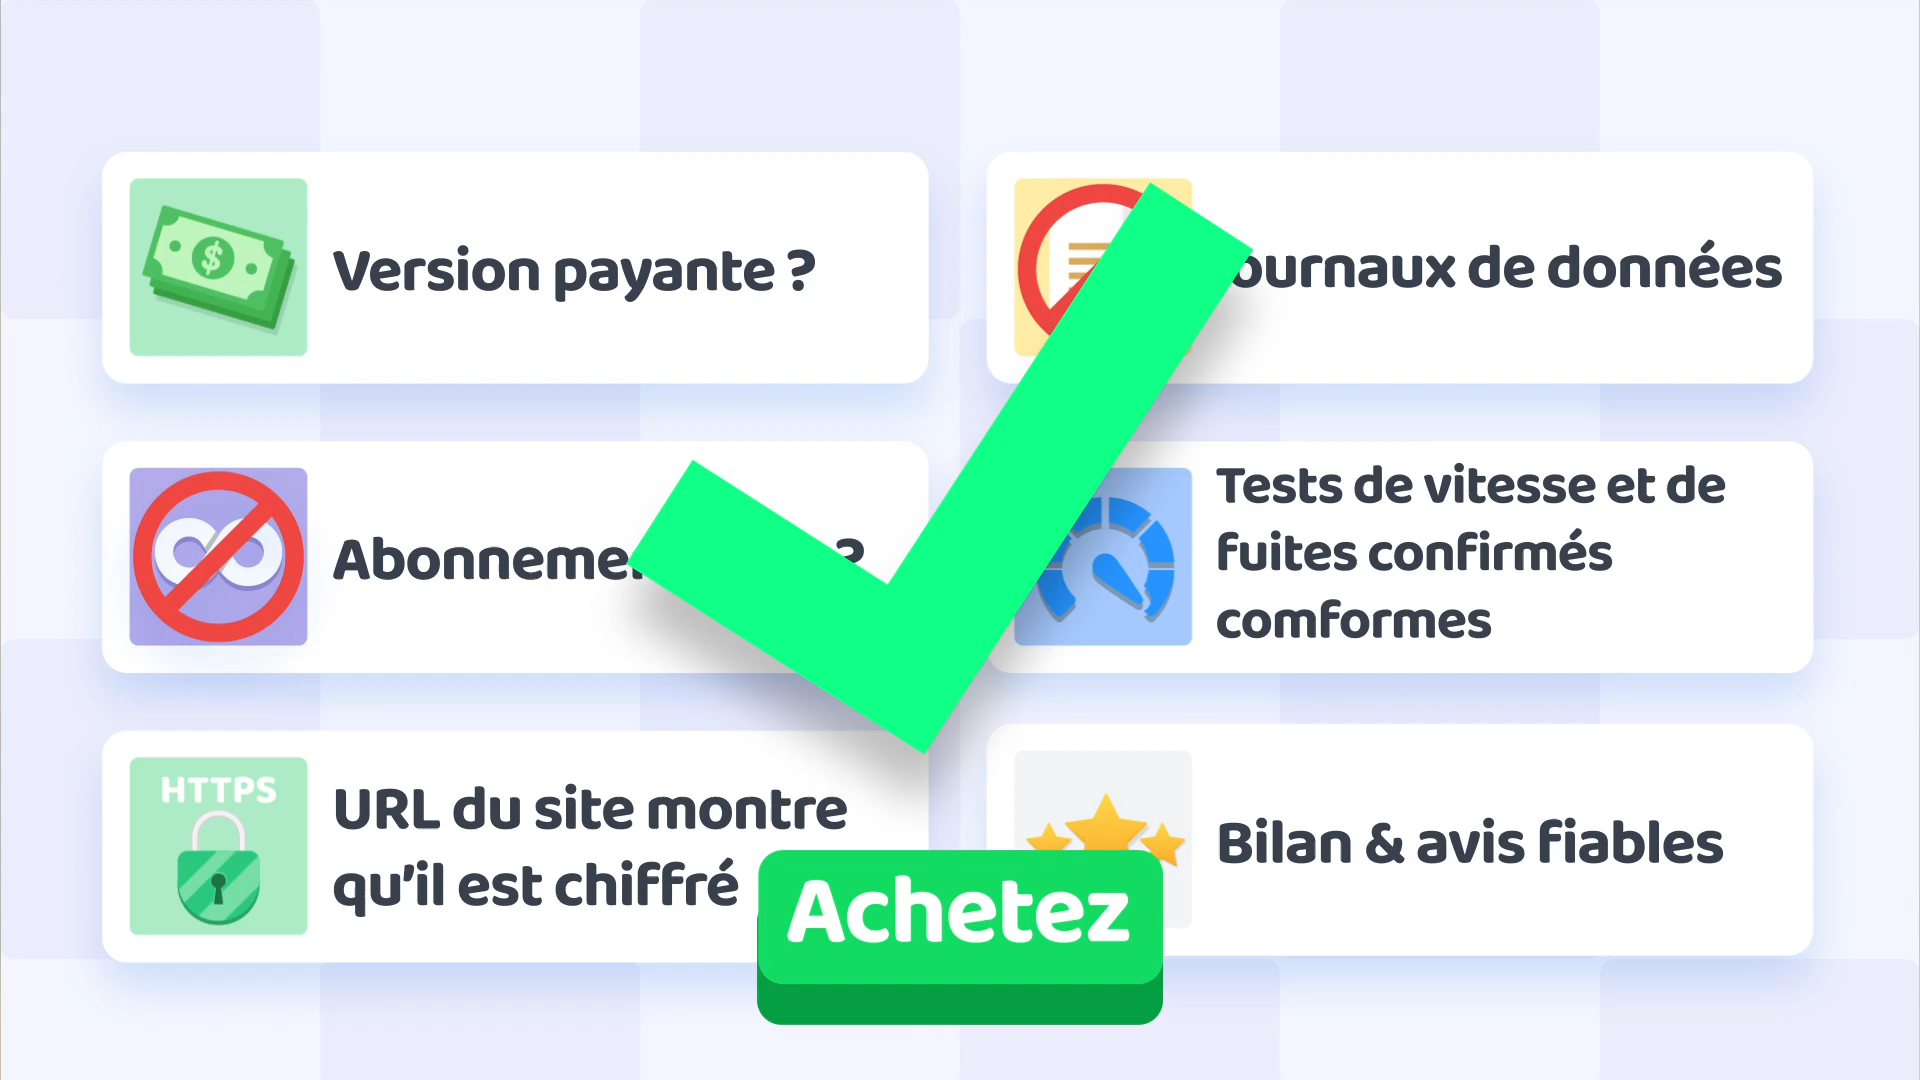 Version payante ?
ournaux de données
?
Tests de vitesse et de
fuites confirmés
comformes
HTTPS
URL du site montre
qu’il est chiffré
Bilan & avis fiables
Achetez